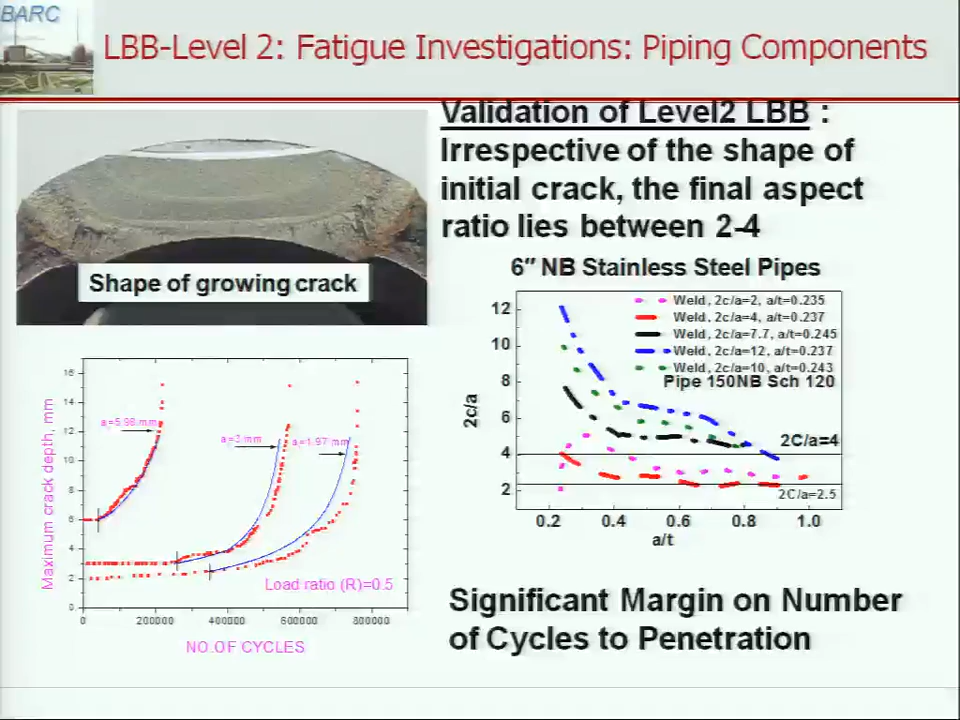 BARC
LBB-Level 2: Fatigue Investigations: Piping Components
Validation of Level2 LBB :
Irrespective of the shape of
initial crack, the final aspect
ratio lies between 2-4
Shape of growing crack
6″ NB Stainless Steel Pipes
12
10
8
6
4
2
2c/a
Weld, 2c/a=2, a/t=0.235
Weld, 2c/a=4, a/t=0.237
Weld, 2c/a=7.7, a/t=0.245
Weld, 2c/a=12, a/t=0.237
Weld, 2c/a=10, a/t=0.243
Pipe 150NB Sch 120
2C/a=4
2C/a=2.5
0.2 0.4 0.6 0.8 1.0
a/t
Maximum crack depth, mm
16
14
12
10
8
6
4
2
0
a=5.98 mm
a=3 mm
a=1.97 mm
Load ratio (R)=0.5
0 200000 400000 600000 800000
NO.OF CYCLES
Significant Margin on Number
of Cycles to Penetration